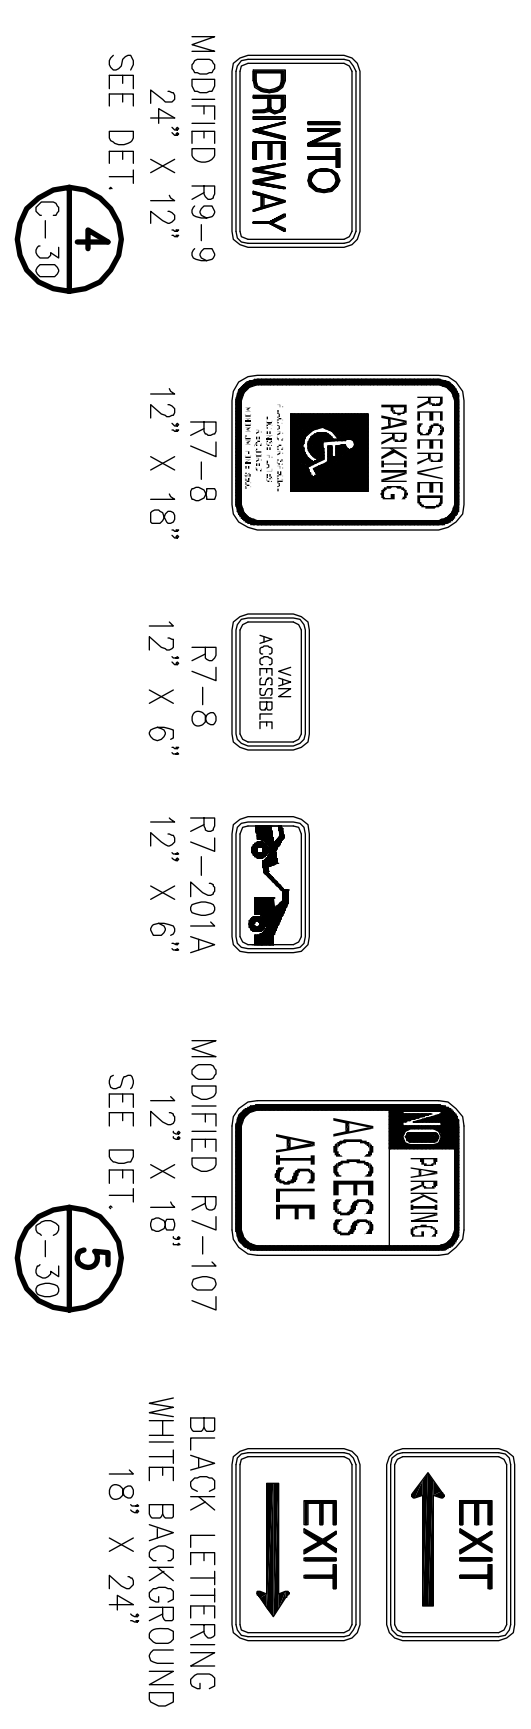 INTO
DRIVEWAY
MODIFIED R9-9
24" X 12"
SEE DET.
4
C-30
RESERVED
PARKING
R7-8
12" X 18"
VAN
ACCESSIBLE
R7-8
12" X 6"
R7-201A
12" X 6"
NO PARKING
ACCESS
AISLE
MODIFIED R7-107
12" X 18"
SEE DET.
5
C-30
EXIT
EXIT
BLACK LETTERING
WHITE BACKGROUND
18" X 24"